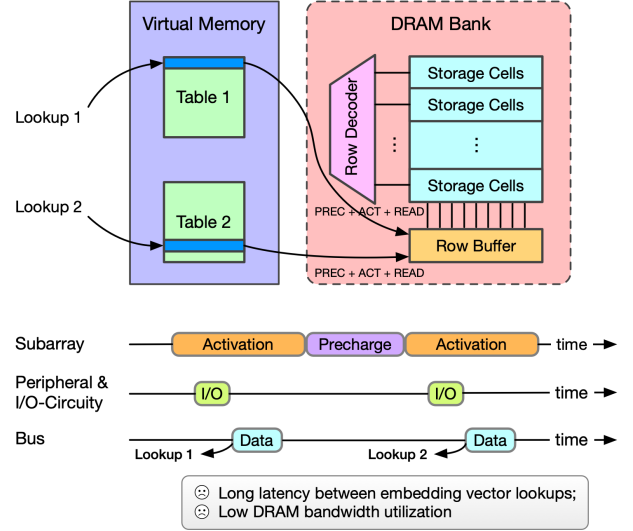 Virtual Memory
DRAM Bank
Lookup 1
Table 1
Row Decoder
Storage Cells
Storage Cells
...
...
Storage Cells
Lookup 2
Table 2
PREC + ACT + READ
Row Buffer
PREC + ACT + READ
Subarray
Activation
Precharge
Activation
time
Peripheral &
I/O-Circuity
I/O
I/O
time
Bus
Data
Data
time
Lookup 1
Lookup 2
Long latency between embedding vector lookups;
Low DRAM bandwidth utilization